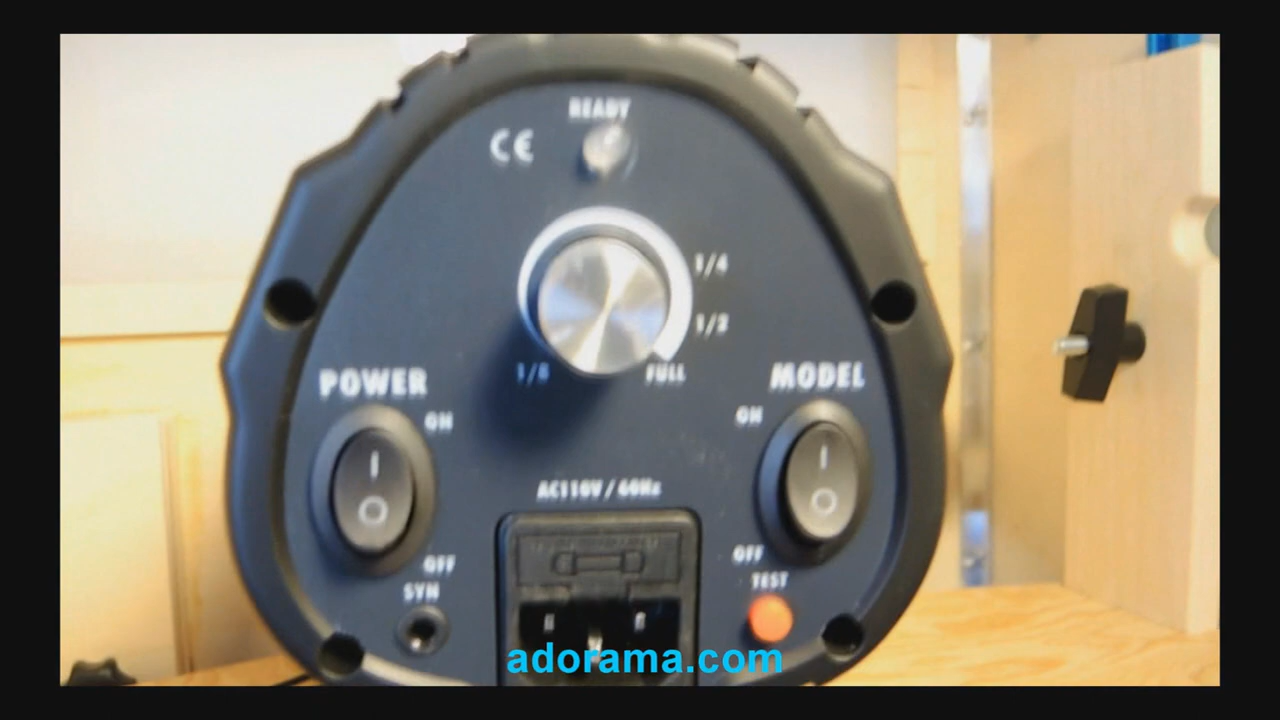 READY
CE
1/4
1/2
1/8 FULL
POWER
ON
OFF
SYN
MODEL
ON
OFF
TEST
AC110V/60Hz
adorama.com